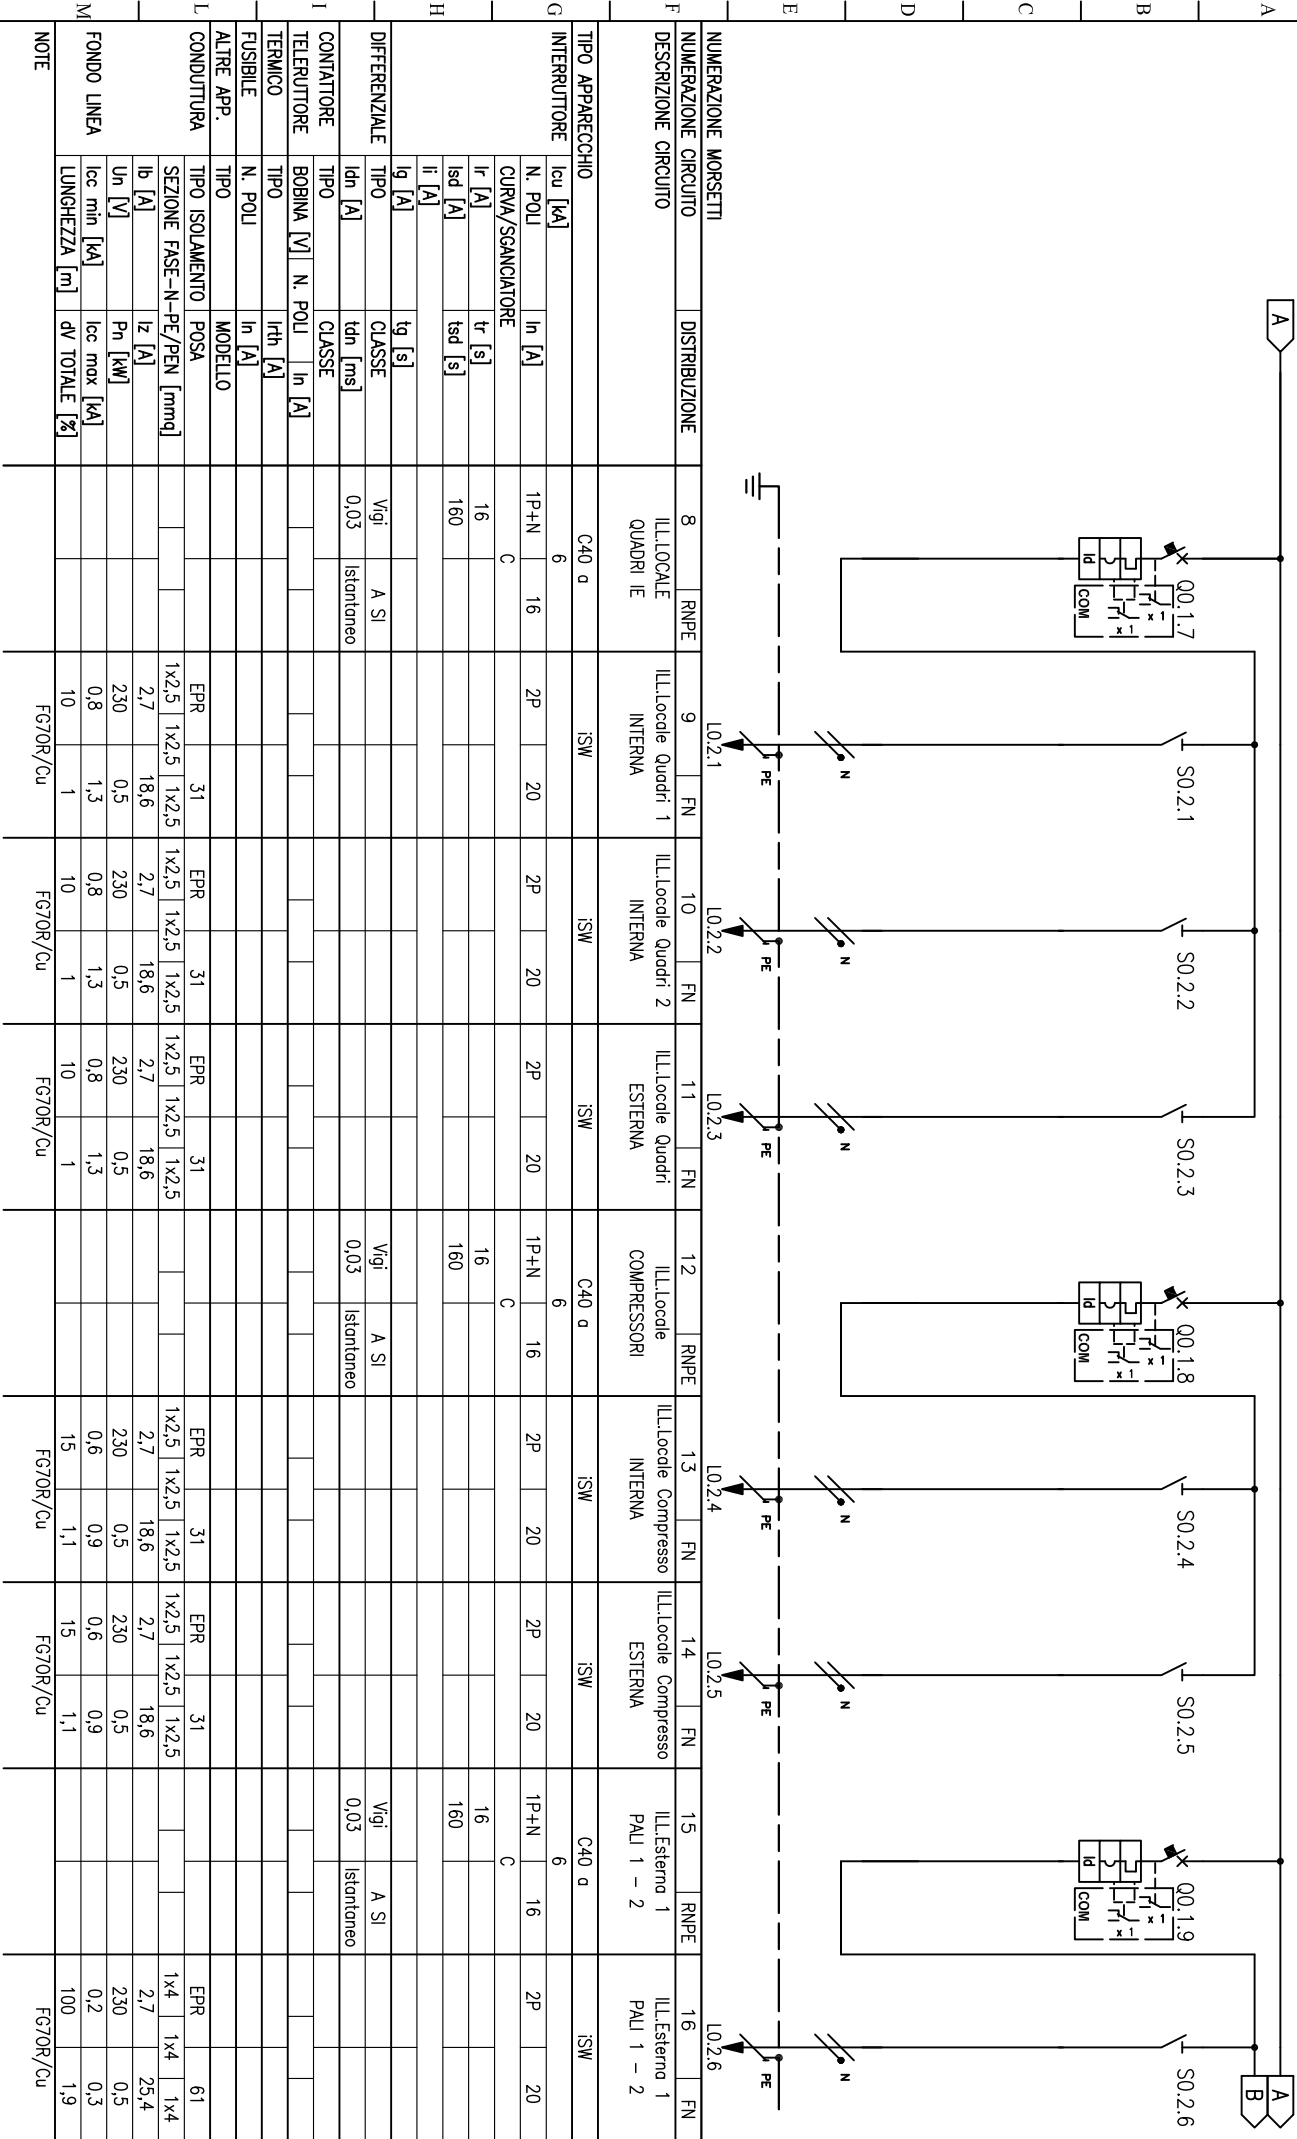 A B C D E F G H I L M
A
Q0.1.7 S0.2.1 S0.2.2 S0.2.3 Q0.1.8 S0.2.4 S0.2.5 Q0.1.9 S0.2.6
x 1 x 1 x 1
x 1 x 1 x 1
Id COM Id COM Id COM
A
B
N N N N N N
PE PE PE PE PE PE
NUMERAZIONE MORSETTI L0.2.1 L0.2.2 L0.2.3 L0.2.4 L0.2.5 L0.2.6
NUMERAZIONE CIRCUITO DISTRIBUZIONE 8 RNPE 9 FN 10 FN 11 FN 12 RNPE 13 FN 14 FN 15 RNPE 16 FN
DESCRIZIONE CIRCUITO ILL.LOCALE ILL.Locale Quadri 1 ILL.Locale Quadri 2 ILL.Locale Quadri ILL.Locale ILL.Locale Compresso ILL.Locale Compresso ILL.Esterna 1 ILL.Esterna 1
QUADRI IE INTERNA INTERNA ESTERNA COMPRESSORI INTERNA ESTERNA PALI 1 - 2 PALI 1 - 2
TIPO APPARECCHIO C40 a iSW iSW iSW C40 a iSW iSW C40 a iSW
INTERRUTTORE Icu [kA] 6 6 6
N. POLI In [A] 1P+N 16 2P 20 2P 20 2P 20 1P+N 16 2P 20 2P 20 1P+N 16 2P 20
CURVA/SGANCIATORE C C C
Ir [A] tr [s] 16 16 16
Isd [A] tsd [s] 160 160 160
Ii [A]
Ig [A] tg [s]
DIFFERENZIALE TIPO CLASSE Vigi A SI Vigi A SI Vigi A SI
Idn [A] tdn [ms] 0,03 Istantaneo 0,03 Istantaneo 0,03 Istantaneo
CONTATTORE TIPO CLASSE
TELERUTTORE BOBINA [V] N. POLI In [A]
TERMICO TIPO Irth [A]
FUSIBILE N. POLI In [A]
ALTRE APP. TIPO MODELLO
CONDUTTURA TIPO ISOLAMENTO POSA EPR 31 EPR 31 EPR 31 EPR 31 EPR 31 EPR 61
SEZIONE FASE-N-PE/PEN [mmq] 1x2,5 1x2,5 1x2,5 1x2,5 1x2,5 1x2,5 1x2,5 1x2,5 1x2,5 1x2,5 1x2,5 1x2,5 1x2,5 1x2,5 1x2,5 1x4 1x4 1x4
Ib [A] Iz [A] 2,7 18,6 2,7 18,6 2,7 18,6 2,7 18,6 2,7 18,6 2,7 25,4
FONDO LINEA Un [V] Pn [kW] 230 0,5 230 0,5 230 0,5 230 0,5 230 0,5 230 0,5
Icc min [kA] Icc max [kA] 0,8 1,3 0,8 1,3 0,8 1,3 0,6 0,9 0,6 0,9 0,2 0,3
LUNGHEZZA [m] dV TOTALE [%] 10 1 10 1 10 1 15 1,1 15 1,1 100 1,9
NOTE FG7OR/Cu FG7OR/Cu FG7OR/Cu FG7OR/Cu FG7OR/Cu FG7OR/Cu